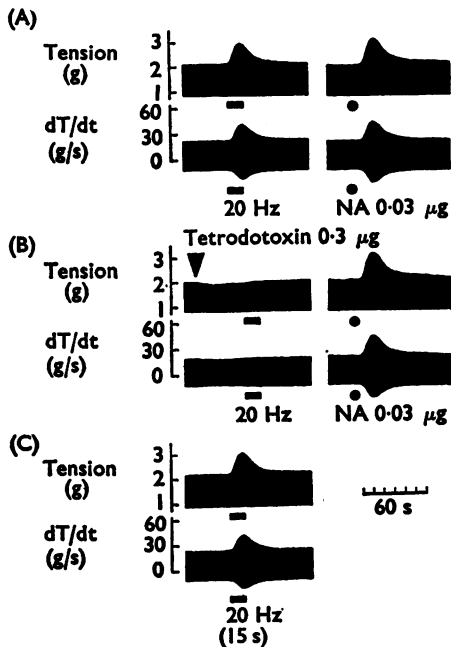 (A)
Tension
(g)
3
2
1
dT/dt
(g/s)
60
30
0
20 Hz
NA 0·03 μg
(B)
Tetrodotoxin 0·3 μg
Tension
(g)
3
2
1
dT/dt
(g/s)
60
30
0
20 Hz
NA 0·03 μg
(C)
Tension
(g)
3
2
1
60 s
dT/dt
(g/s)
60
30
0
20 Hz
(15 s)